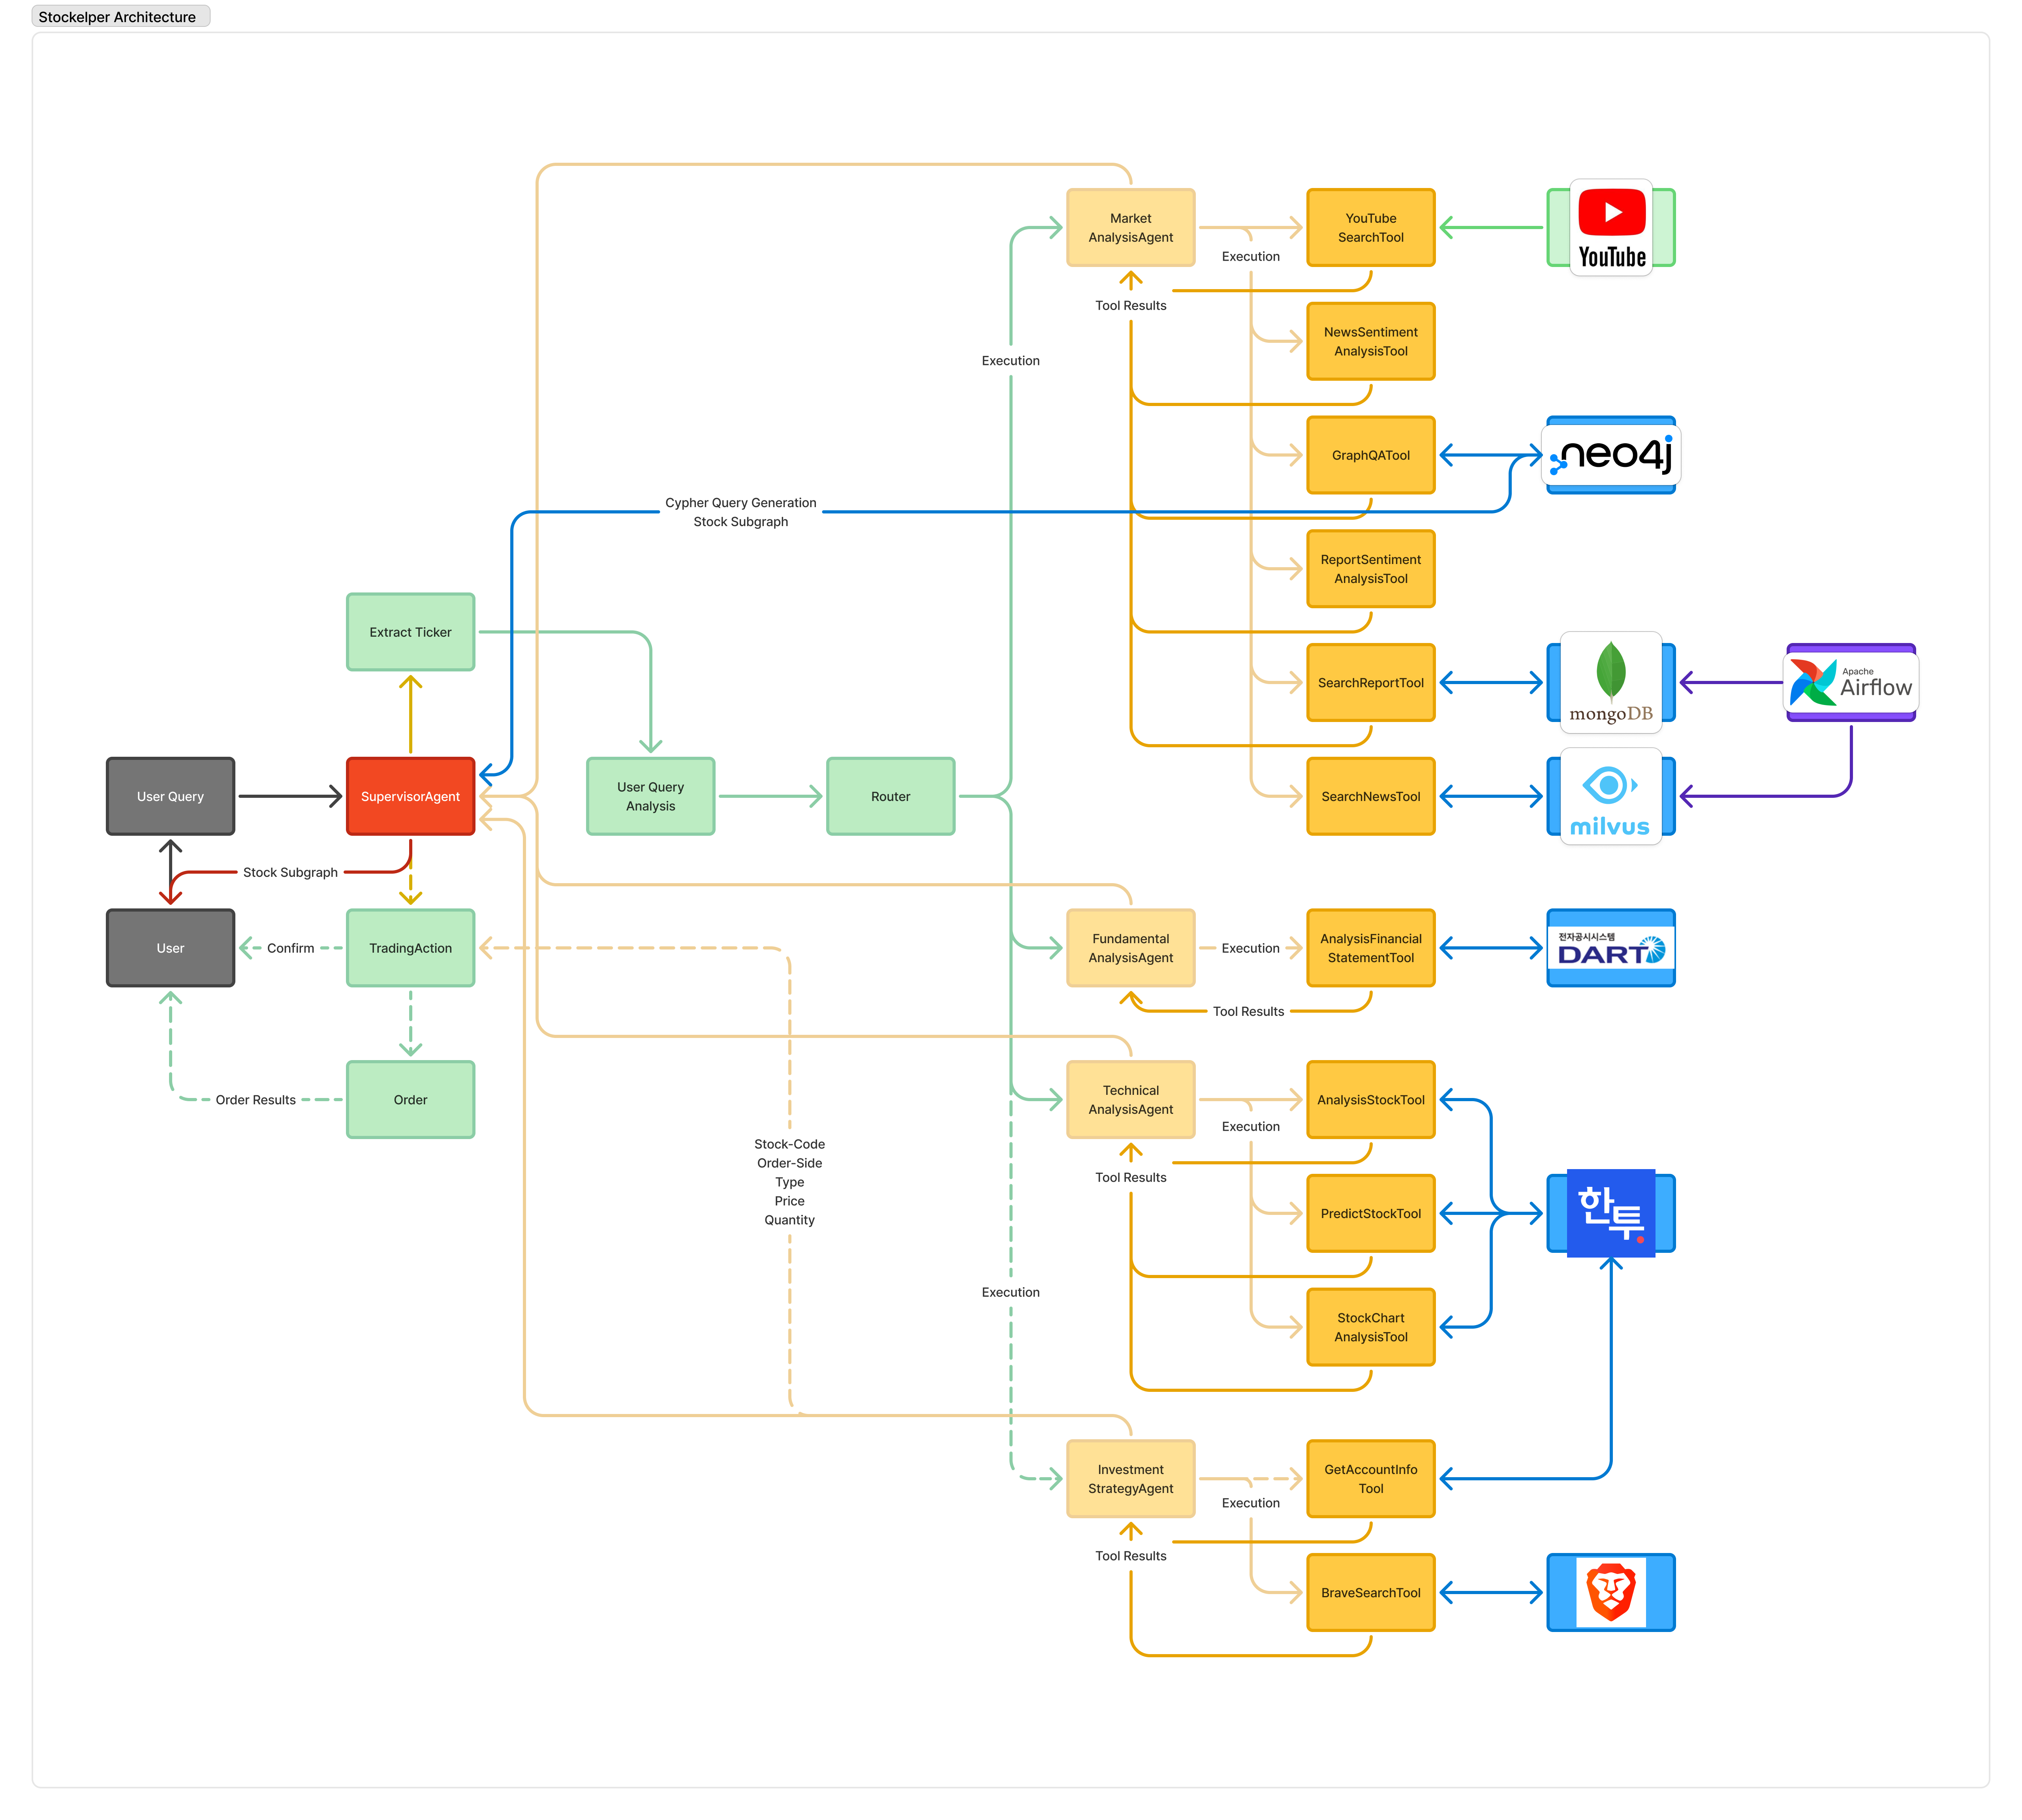 Stockelper Architecture
Market
AnalysisAgent
YouTube
SearchTool
YouTube
Execution
Tool Results
NewsSentiment
AnalysisTool
Execution
GraphQATool
neo4j
Cypher Query Generation
Stock Subgraph
ReportSentiment
AnalysisTool
Extract Ticker
SearchReportTool
mongoDB
Apache
Airflow
User Query
SupervisorAgent
User Query
Analysis
Router
SearchNewsTool
milvus
Stock Subgraph
User
Confirm
TradingAction
Fundamental
AnalysisAgent
Execution
AnalysisFinancial
StatementTool
전자공시시스템
DART
Tool Results
Order Results
Order
Technical
AnalysisAgent
AnalysisStockTool
Execution
Stock-Code
Order-Side
Type
Price
Quantity
Tool Results
PredictStockTool
한투
Execution
StockChart
AnalysisTool
Investment
StrategyAgent
GetAccountInfo
Tool
Execution
Tool Results
BraveSearchTool